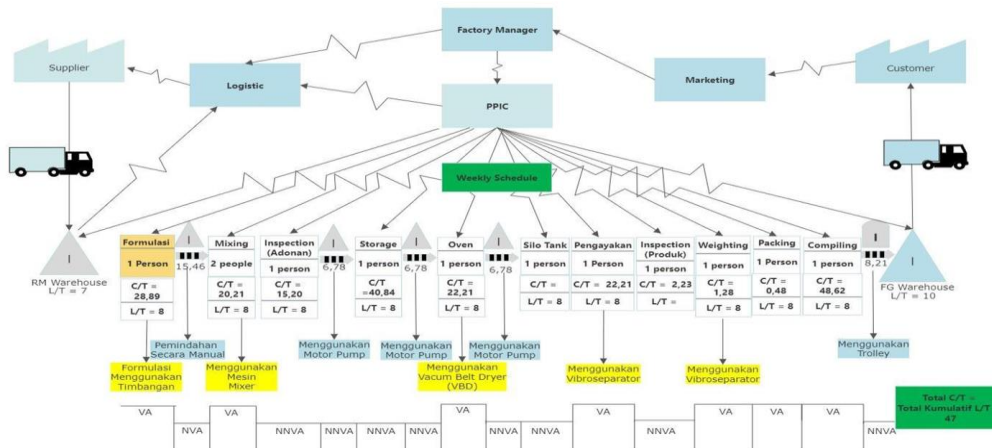 Factory Manager
Supplier
Logistic
Marketing
Customer
PPIC
Weekly Schedule
RM Warehouse
L/T = 7
Formulasi
1 Person
C/T =
28,89
L/T = 8
I
15,46
Mixing
2 people
C/T =
20,21
L/T = 8
Inspection
(Adonan)
1 person
C/T =
15,20
L/T = 8
I
6,78
Storage
1 person
C/T
=40,84
L/T = 8
I
6,78
Oven
1 person
C/T =
22,21
L/T = 8
I
6,78
Silo Tank
1 person
C/T =
L/T = 8
Pengayakan
1 Person
C/T = 22,21
L/T = 8
Inspection
(Produk)
1 person
C/T = 2,23
L/T =
Weighting
1 person
C/T =
1,28
L/T = 8
Packing
1 person
C/T =
0,48
L/T = 8
Compiling
1 person
C/T =
48,62
L/T = 8
I
8,21
I
FG Warehouse
L/T = 10
I
Pemindahan
Secara Manual
Menggunakan
Motor Pump
Menggunakan
Motor Pump
Menggunakan
Motor Pump
Menggunakan
Trolley
Formulasi
Menggunakan
Timbangan
Menggunakan
Mesin
Mixer
Menggunakan
Vacum Belt Dryer
(VBD)
Menggunakan
Vibroseparator
Menggunakan
Vibroseparator
Total C/T =
Total Kumulatif L/T
47
VA
NVA
VA
NNVA
NNVA
NNVA
NNVA
VA
NNVA
NNVA
VA
NNVA
VA
VA
VA
NNVA